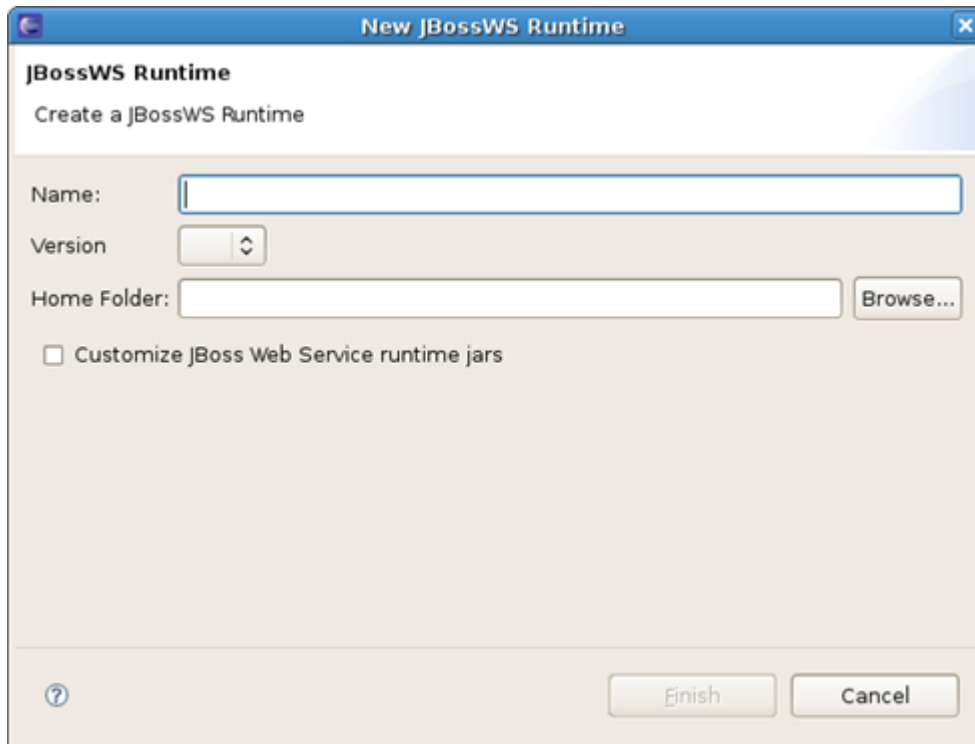 New JBossWS Runtime
JBossWS Runtime
Create a JBossWS Runtime
Name:
Version
Home Folder: Browse...
Customize JBoss Web Service runtime jars
Finish Cancel